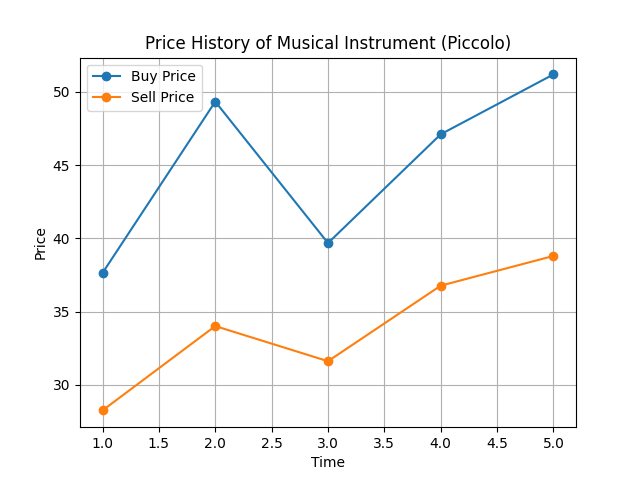 Price History of Musical Instrument (Piccolo)
Buy Price
Sell Price
50
45
40
35
30
Price
1.0 1.5 2.0 2.5 3.0 3.5 4.0 4.5 5.0
Time